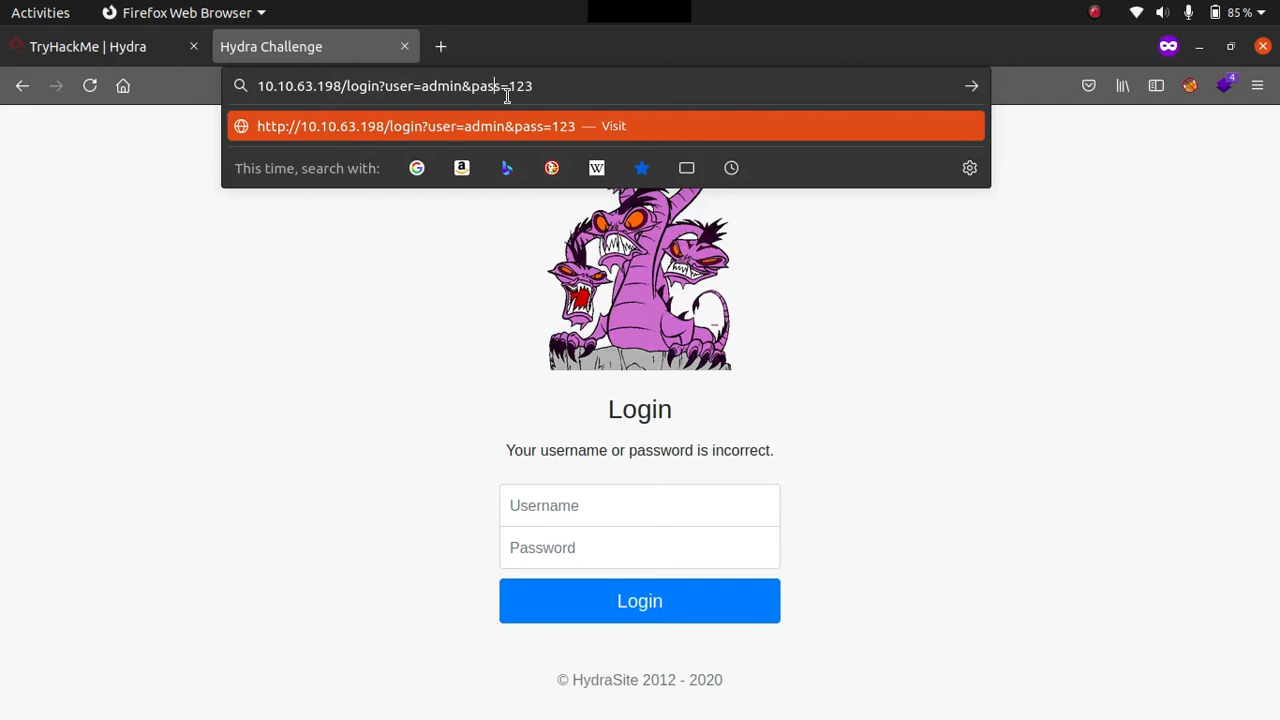 Activities Firefox Web Browser 85 %
TryHackMe | Hydra Hydra Challenge
10.10.63.198/login?user=admin&pass=123
4
http://10.10.63.198/login?user=admin&pass=123 — Visit
This time, search with:
Login
Your username or password is incorrect.
Username
Password
Login
© HydraSite 2012 - 2020